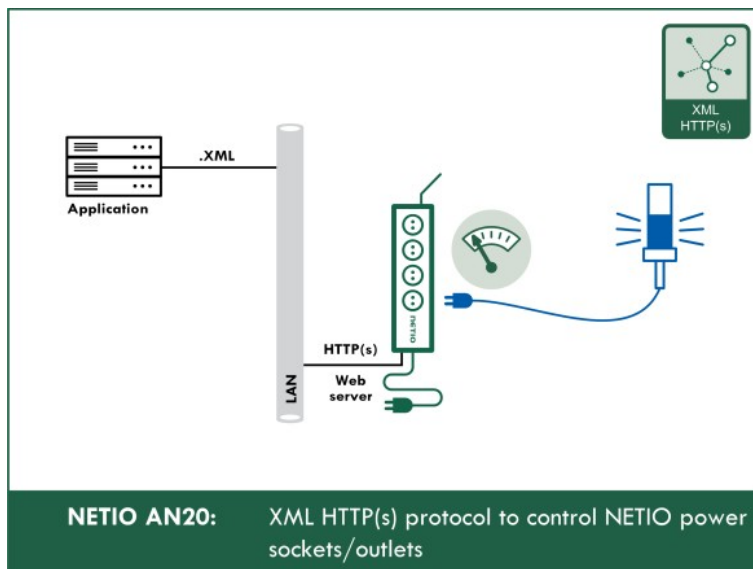 XML
HTTP(s)
.XML
Application
NETIO
HTTP(s)
LAN
Web
server
NETIO AN20: XML HTTP(s) protocol to control NETIO power
sockets/outlets